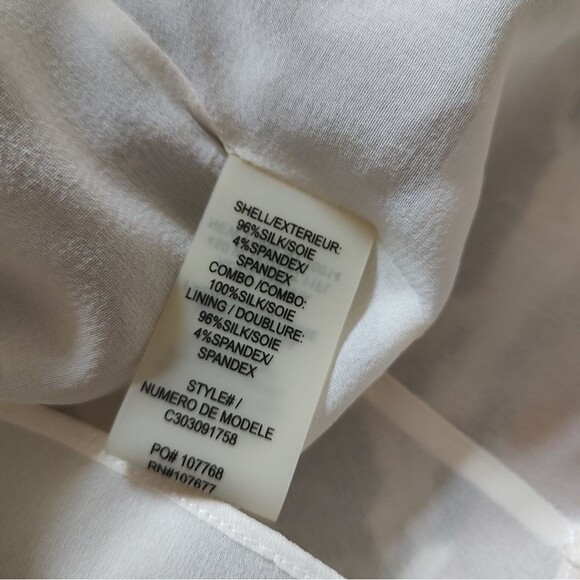 SHELL/EXTERIEUR:
96%SILK/SOIE
4%SPANDEX/
SPANDEX
COMBO /COMBO:
100%SILK/SOIE
LINING / DOUBLURE:
96%SILK/SOIE
4%SPANDEX/
SPANDEX
STYLE# /
NUMERO DE MODELE
C303091758
PO# 107768
RN#107677